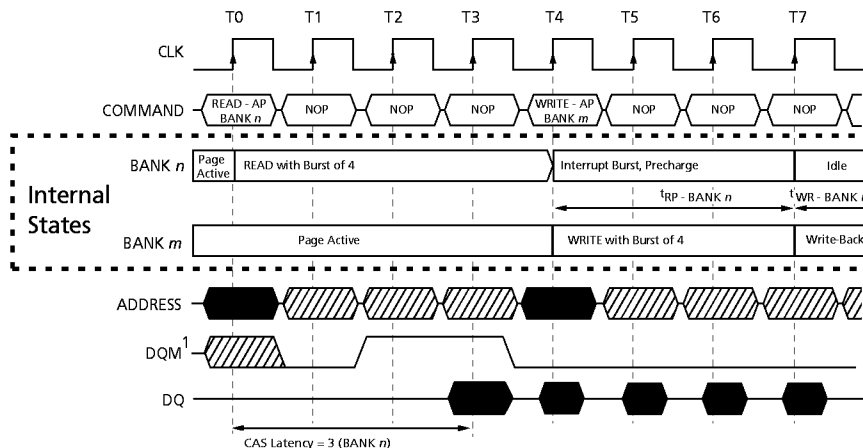 T0 T1 T2 T3 T4 T5 T6 T7
CLK
COMMAND READ - AP BANK n NOP NOP NOP WRITE - AP BANK m NOP NOP NOP
Internal States
BANK n Page Active READ with Burst of 4 Interrupt Burst, Precharge Idle
tRP - BANK n tWR - BANK
BANK m Page Active WRITE with Burst of 4 Write-Back
ADDRESS
DQM1
DQ
CAS Latency = 3 (BANK n)